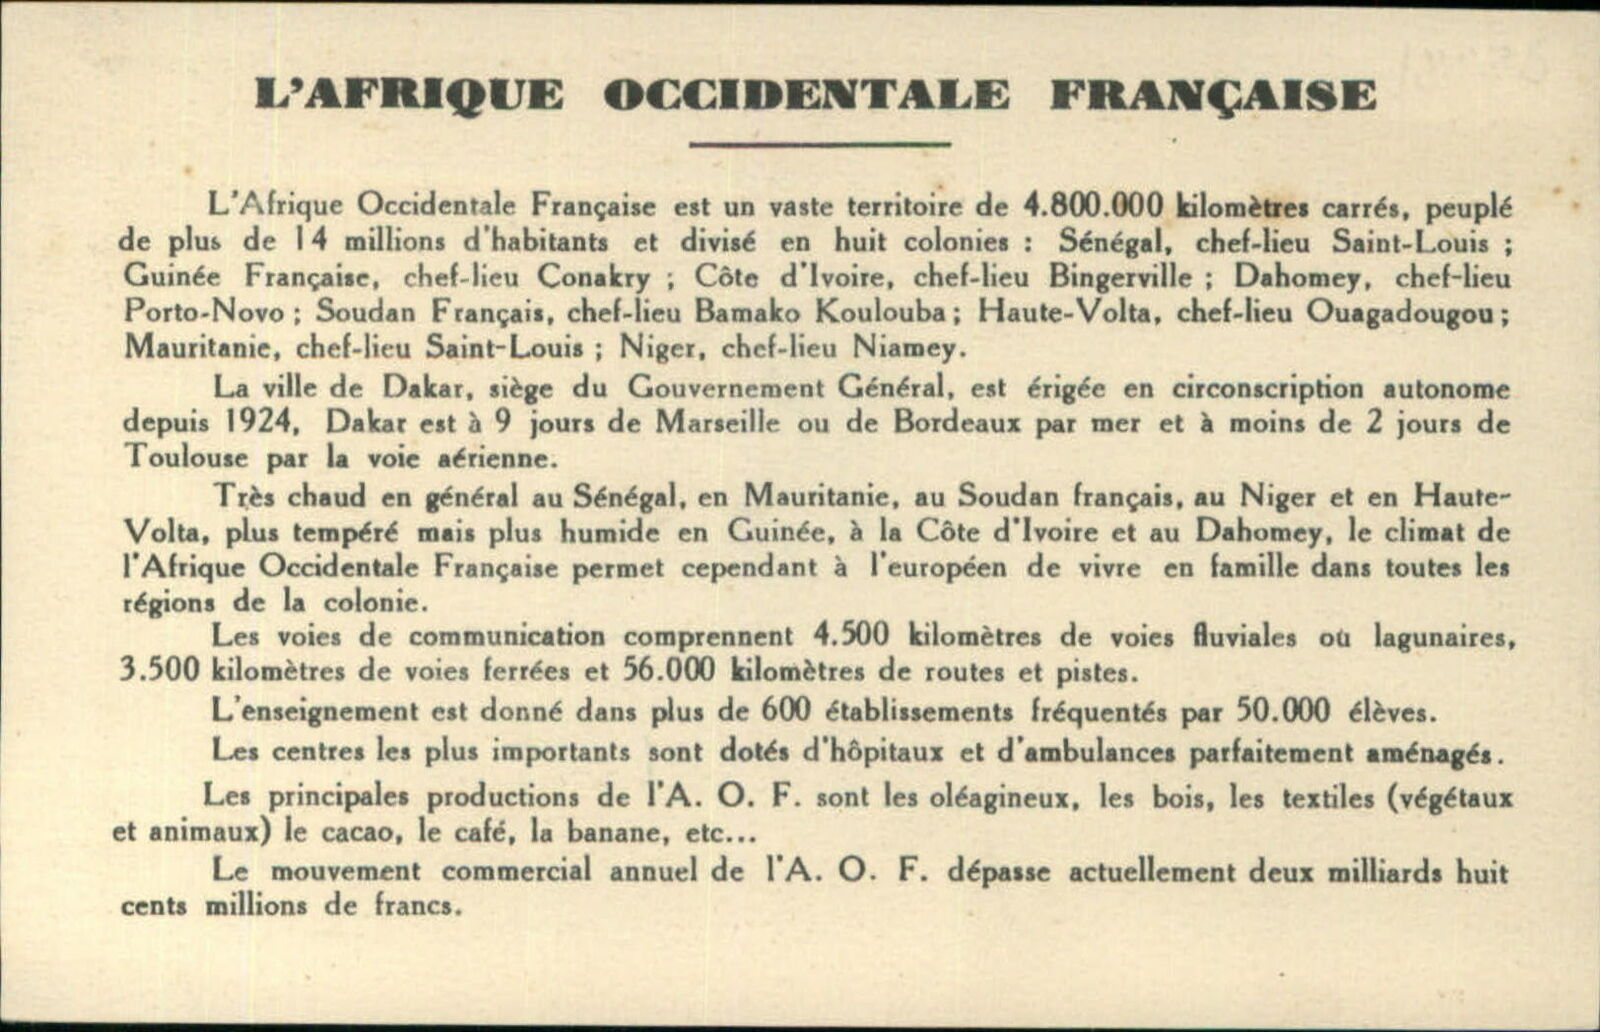 L'AFRIQUE OCCIDENTALE FRANÇAISE
L'Afrique Occidentale Française est un vaste territoire de 4.800.000 kilomètres carrés, peuplé
de plus de 14 millions d'habitants et divisé en huit colonies : Sénégal, chef-lieu Saint-Louis ;
Guinée Française, chef-lieu Conakry ; Côte d'Ivoire, chef-lieu Bingerville ; Dahomey, chef-lieu
Porto-Novo ; Soudan Français, chef-lieu Bamako Koulouba ; Haute-Volta, chef-lieu Ouagadougou ;
Mauritanie, chef-lieu Saint-Louis ; Niger, chef-lieu Niamey.
La ville de Dakar, siège du Gouvernement Général, est érigée en circonscription autonome
depuis 1924, Dakar est à 9 jours de Marseille ou de Bordeaux par mer et à moins de 2 jours de
Toulouse par la voie aérienne.
Très chaud en général au Sénégal, en Mauritanie, au Soudan français, au Niger et en Haute-
Volta, plus tempéré mais plus humide en Guinée, à la Côte d'Ivoire et au Dahomey, le climat de
l'Afrique Occidentale Française permet cependant à l'européen de vivre en famille dans toutes les
régions de la colonie.
Les voies de communication comprennent 4.500 kilomètres de voies fluviales où lagunaires,
3.500 kilomètres de voies ferrées et 56.000 kilomètres de routes et pistes.
L'enseignement est donné dans plus de 600 établissements fréquentés par 50.000 élèves.
Les centres les plus importants sont dotés d'hôpitaux et d'ambulances parfaitement aménagés.
Les principales productions de l'A. O. F. sont les oléagineux, les bois, les textiles (végétaux
et animaux) le cacao, le café, la banane, etc...
Le mouvement commercial annuel de l'A. O. F. dépasse actuellement deux milliards huit
cents millions de francs.